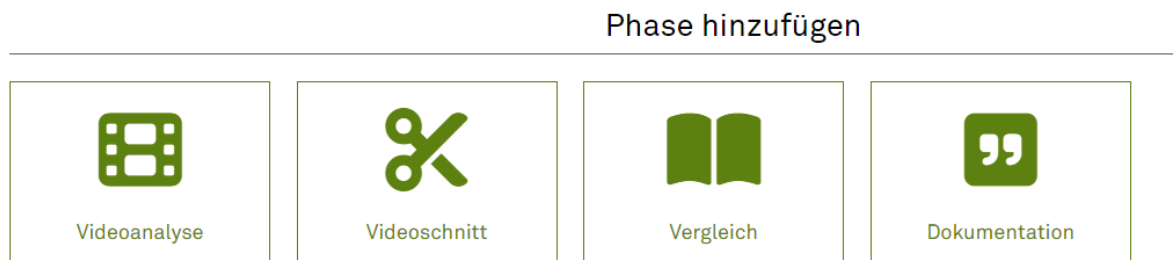 Phase hinzufügen
Videoanalyse
Videoschnitt
Vergleich
Dokumentation